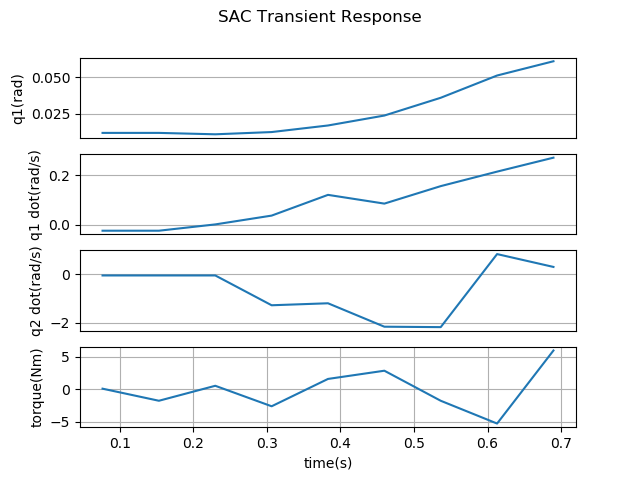 SAC Transient Response
q1(rad)
0.050
0.025
q1 dot(rad/s)
0.2
0.0
q2 dot(rad/s)
0
−2
torque(Nm)
5
0
−5
0.1 0.2 0.3 0.4 0.5 0.6 0.7
time(s)